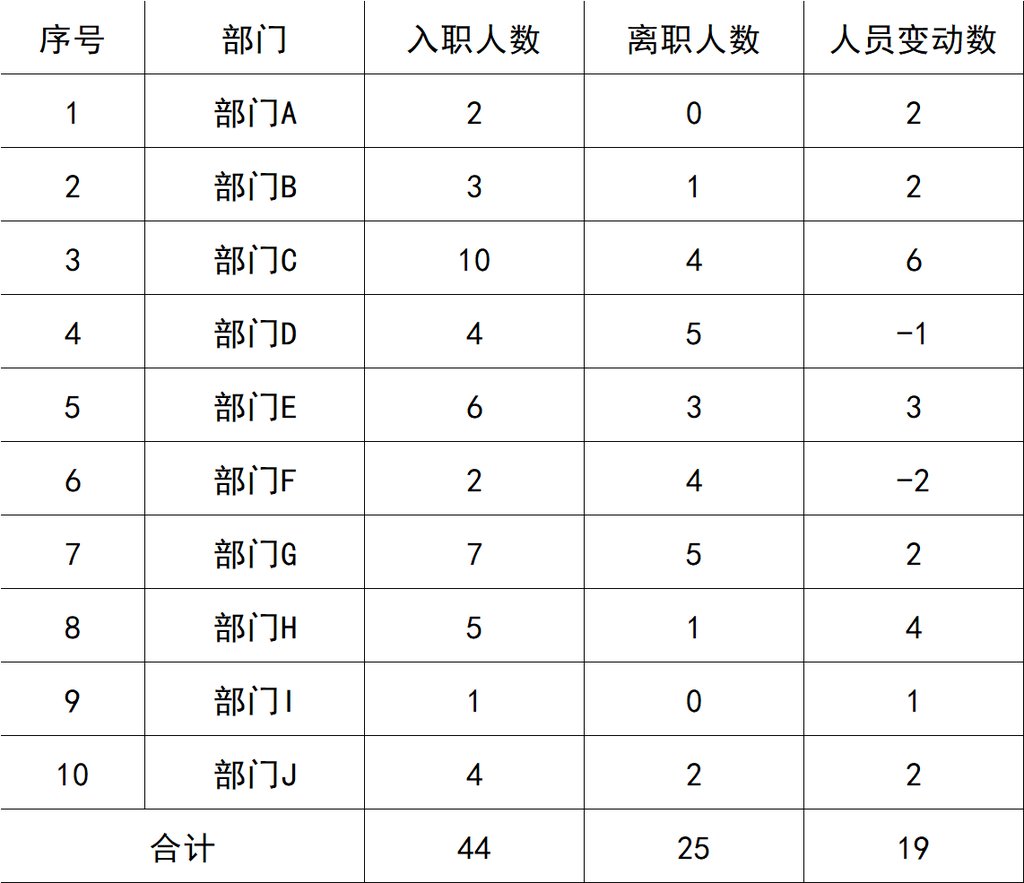 序号 部门 入职人数 离职人数 人员变动数
1 部门A 2 0 2
2 部门B 3 1 2
3 部门C 10 4 6
4 部门D 4 5 -1
5 部门E 6 3 3
6 部门F 2 4 -2
7 部门G 7 5 2
8 部门H 5 1 4
9 部门I 1 0 1
10 部门J 4 2 2
合计 44 25 19